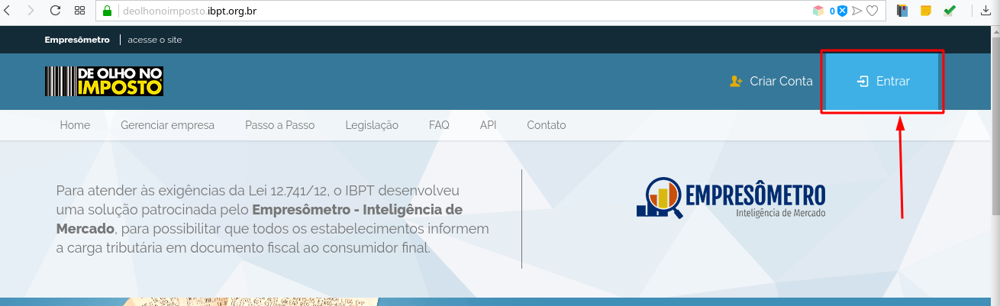 deolhonoimposto.ibpt.org.br
0
Empresômetro acesse o site
DE OLHO NO
IMPOSTO
Criar Conta
Entrar
Home Gerenciar empresa Passo a Passo Legislação FAQ API Contato
Para atender às exigências da Lei 12.741/12, o IBPT desenvolveu
uma solução patrocinada pelo Empresômetro - Inteligência de
Mercado, para possibilitar que todos os estabelecimentos informem
a carga tributária em documento fiscal ao consumidor final.
EMPRESÔMETRO
Inteligência de Mercado